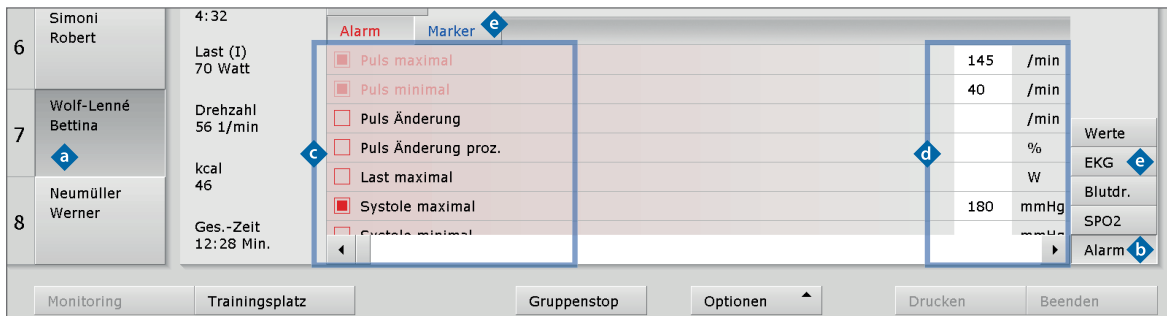 6
Simoni
Robert
7
Wolf-Lenné
Bettina
a
8
Neumüller
Werner
4:32
Last (I)
70 Watt
Drehzahl
56 1/min
kcal
46
Ges.-Zeit
12:28 Min.
Alarm Marker e
c
d
Puls maximal 145 /min
Puls minimal 40 /min
Puls Änderung /min
Puls Änderung proz. %
Last maximal W
Systole maximal 180 mmHg
Systole minimal mmHg
Werte
EKG e
Blutdr.
SPO2
Alarm b
Monitoring Trainingsplatz Gruppenstop Optionen Drucken Beenden